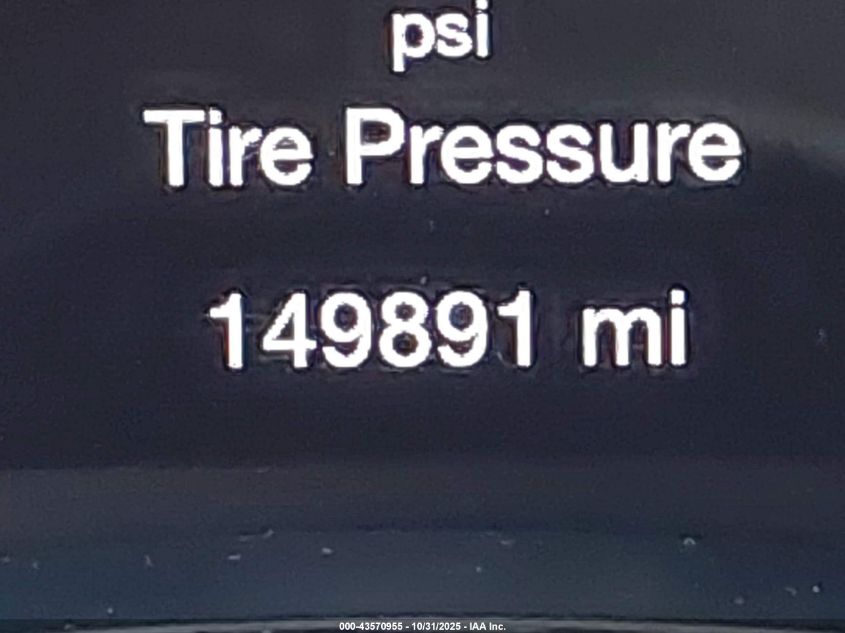 psi
Tire Pressure
149891 mi
000-43570955 - 10/31/2025 - IAA Inc.